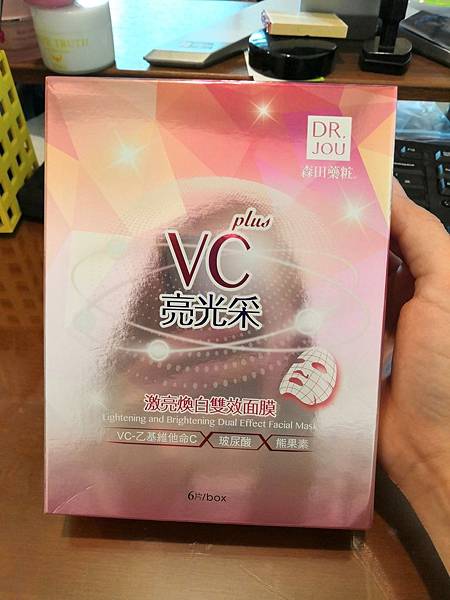 TRUTH
DR.
JOU
森田藥粧
plus
VC
亮光采
激亮煥白雙效面膜
Lightening and Brightening Dual Effect Facial Mask
VC-乙基維他命C 玻尿酸 熊果素
6片/box